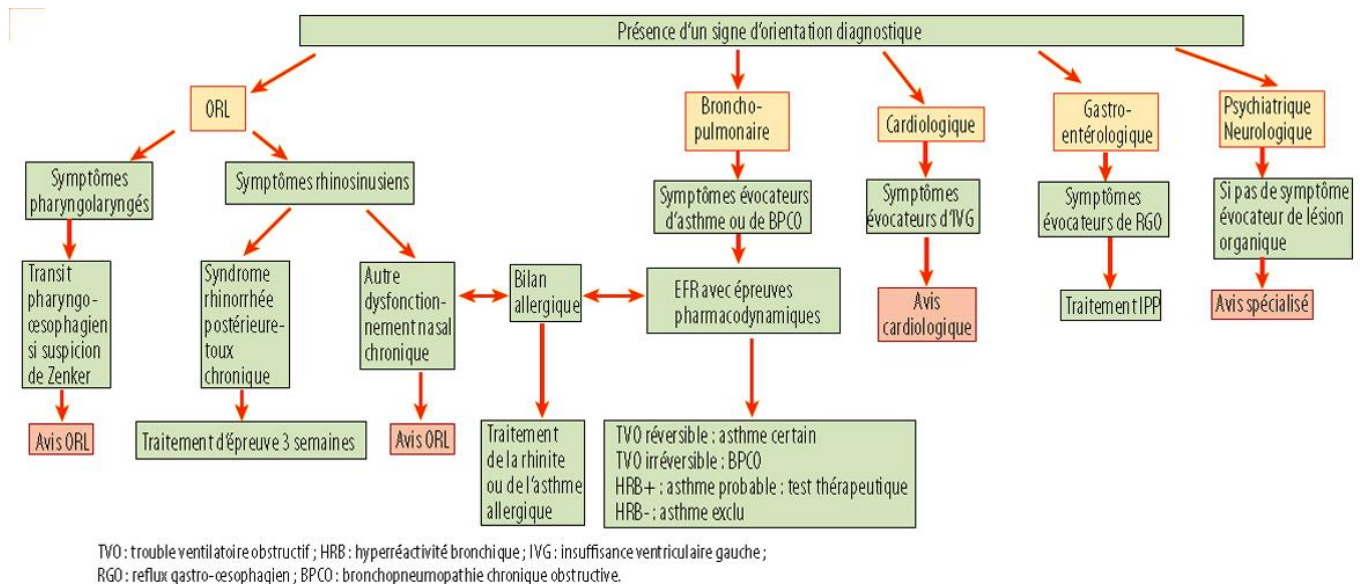 Présence d'un signe d'orientation diagnostique
ORL
Broncho-
pulmonaire
Cardiologique
Gastro-
entérologique
Psychiatrique
Neurologique
Symptômes
pharyngolaryngés
Symptômes rhinosinusiens
Symptômes évocateurs
d'asthme ou de BPCO
Symptômes
évocateurs d'IVG
Symptômes
évocateurs de RGO
Si pas de symptôme
évocateur de lésion
organique
Transit
pharyngo-
œsophagien
si suspicion
de Zenker
Syndrome
rhinorrhée
postérieure-
toux
chronique
Autre
dysfonction-
nement nasal
chronique
Bilan
allergique
EFR avec épreuves
pharmacodynamiques
Avis
cardiologique
Traitement IPP
Avis spécialisé
Avis ORL
Traitement d'épreuve 3 semaines
Avis ORL
Traitement
de la rhinite
ou de l'asthme
allergique
TVO réversible : asthme certain
TVO irréversible : BPCO
HRB+ : asthme probable : test thérapeutique
HRB- : asthme exclu
TVO : trouble ventilatoire obstructif ; HRB : hyperréactivité bronchique ; IVG : insuffisance ventriculaire gauche ;
RGO : reflux gastro-œsophagien ; BPCO : bronchopneumopathie chronique obstructive.